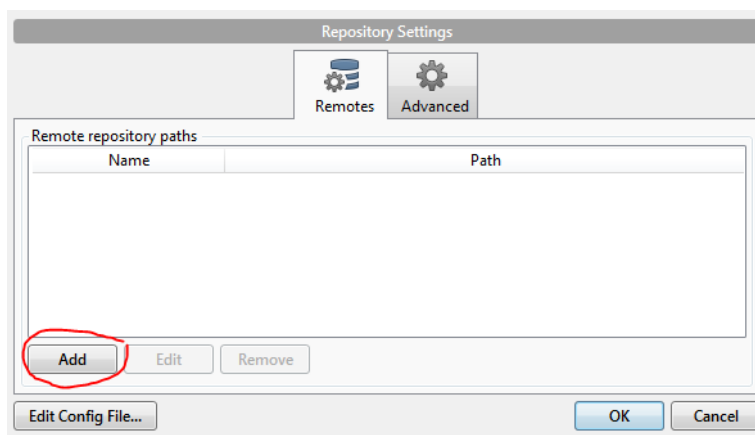 Repository Settings
Remotes Advanced
Remote repository paths
Name Path
Add Edit Remove
Edit Config File... OK Cancel